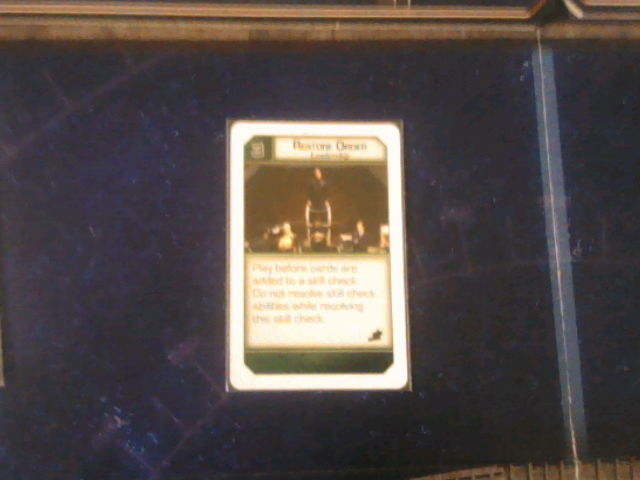 3
Restore Order
Leadership
Play before cards are
added to a skill check.
Do not resolve skill check
abilities while resolving
this skill check.